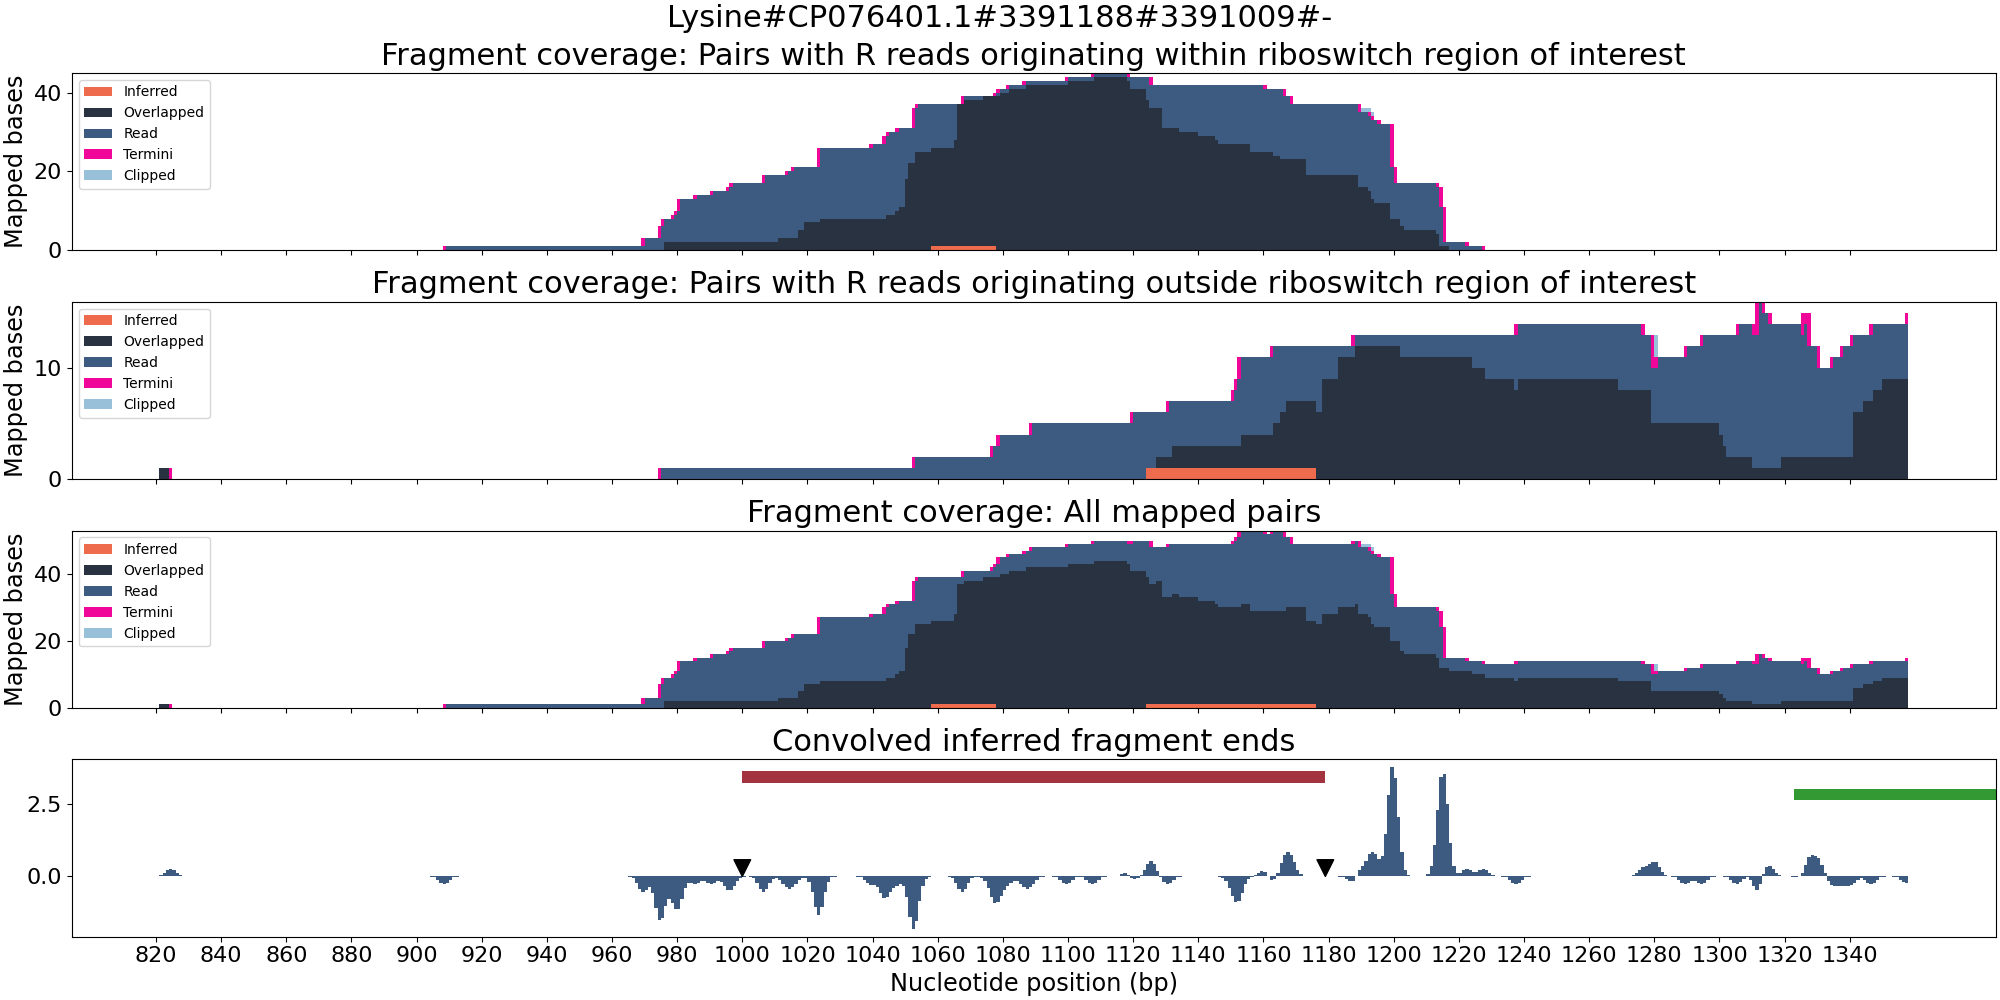 Lysine#CP076401.1#3391188#3391009#-
Fragment coverage: Pairs with R reads originating within riboswitch region of interest
Mapped bases
40
20
0
Inferred
Overlapped
Read
Termini
Clipped
Fragment coverage: Pairs with R reads originating outside riboswitch region of interest
Mapped bases
10
0
Inferred
Overlapped
Read
Termini
Clipped
Fragment coverage: All mapped pairs
Mapped bases
40
20
0
Inferred
Overlapped
Read
Termini
Clipped
Convolved inferred fragment ends
2.5
0.0
820 840 860 880 900 920 940 960 980 1000 1020 1040 1060 1080 1100 1120 1140 1160 1180 1200 1220 1240 1260 1280 1300 1320 1340
Nucleotide position (bp)